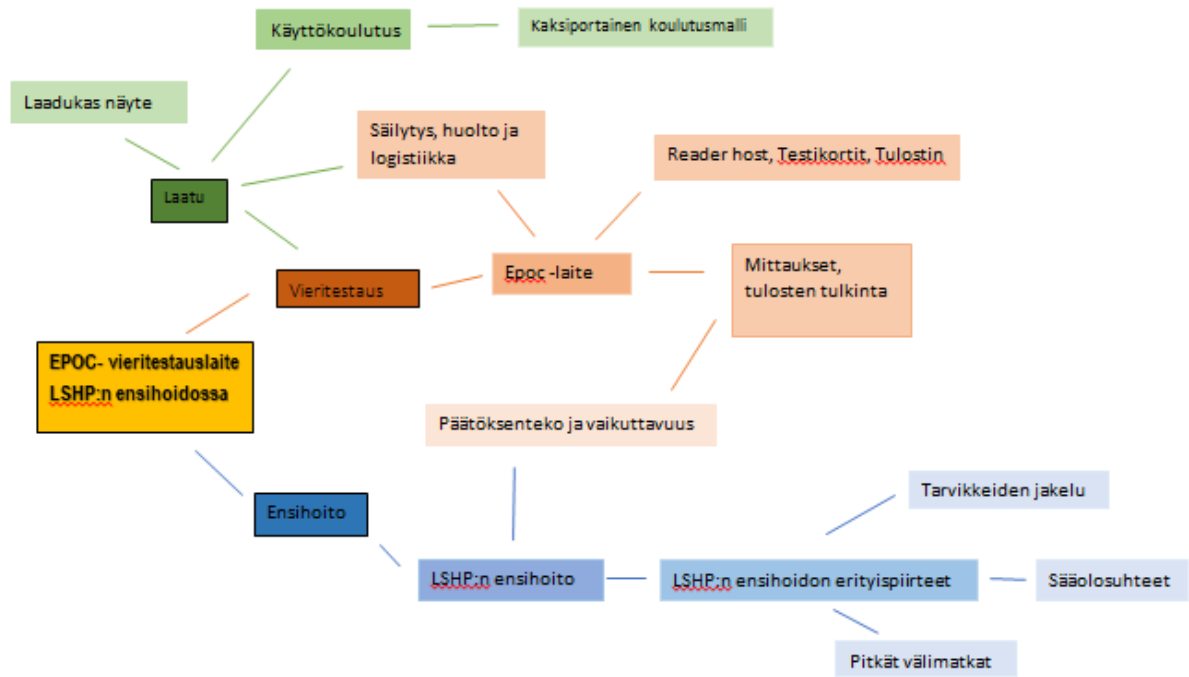 Käyttökoulutus
Kaksiportainen koulutusmalli
Laadukas näyte
Säilytys, huolto ja
logistiikka
Reader host, Testikortit, Tulostin
Laatu
Vieritestaus
Epoc -laite
Mittaukset,
tulosten tulkinta
EPOC- vieritestauslaite
LSHP:n ensihoidossa
Päätöksenteko ja vaikuttavuus
Tarvikkeiden jakelu
Ensihoito
LSHP:n ensihoito
LSHP:n ensihoidon erityispiirteet
Sääolosuhteet
Pitkät välimatkat